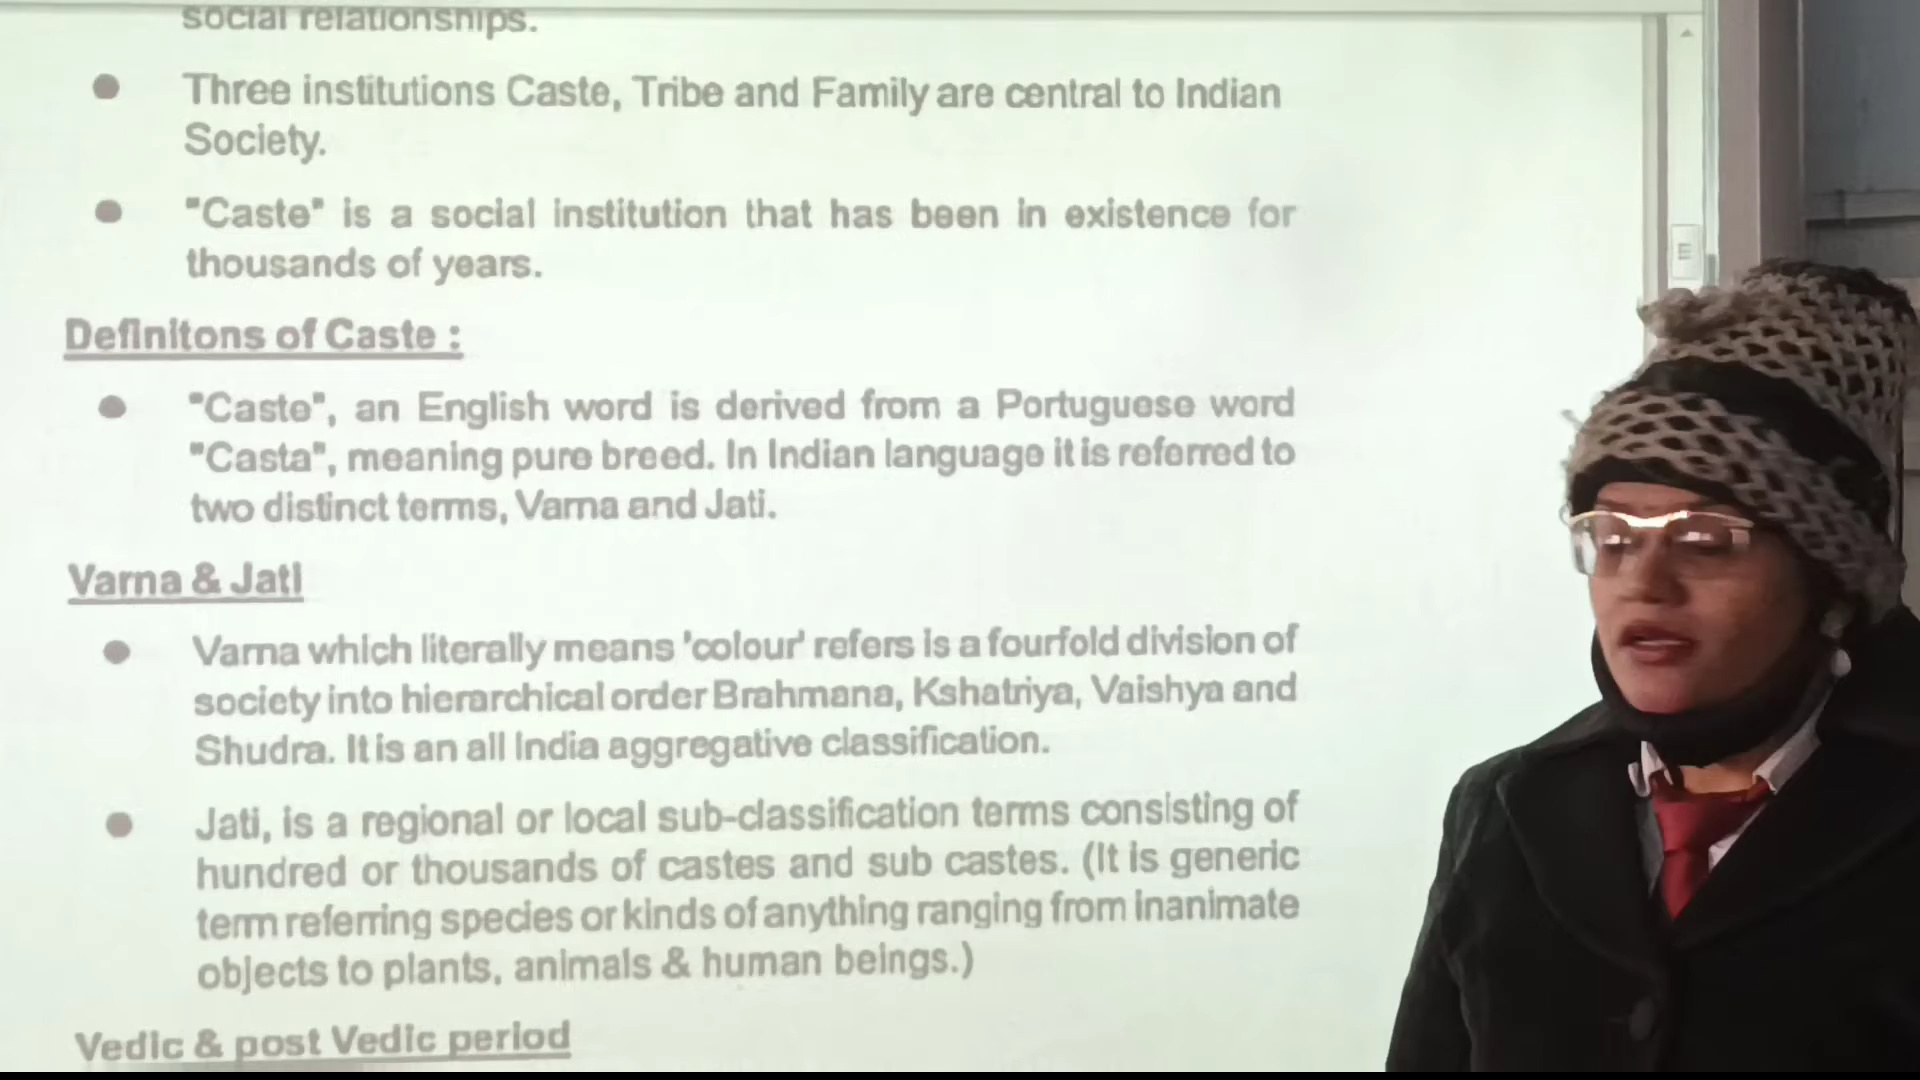 social relationships.
Three institutions Caste, Tribe and Family are central to Indian
Society.
"Caste" is a social institution that has been in existence for
thousands of years.
Definitons of Caste :
"Caste", an English word is derived from a Portuguese word
"Casta", meaning pure breed. In Indian language it is referred to
two distinct terms, Varna and Jati.
Varna & Jati
Varna which literally means 'colour' refers is a fourfold division of
society into hierarchical order Brahmana, Kshatriya, Vaishya and
Shudra. It is an all India aggregative classification.
Jati, is a regional or local sub-classification terms consisting of
hundred or thousands of castes and sub castes. (It is generic
term referring species or kinds of anything ranging from inanimate
objects to plants, animals & human beings.)
Vedic & post Vedic period